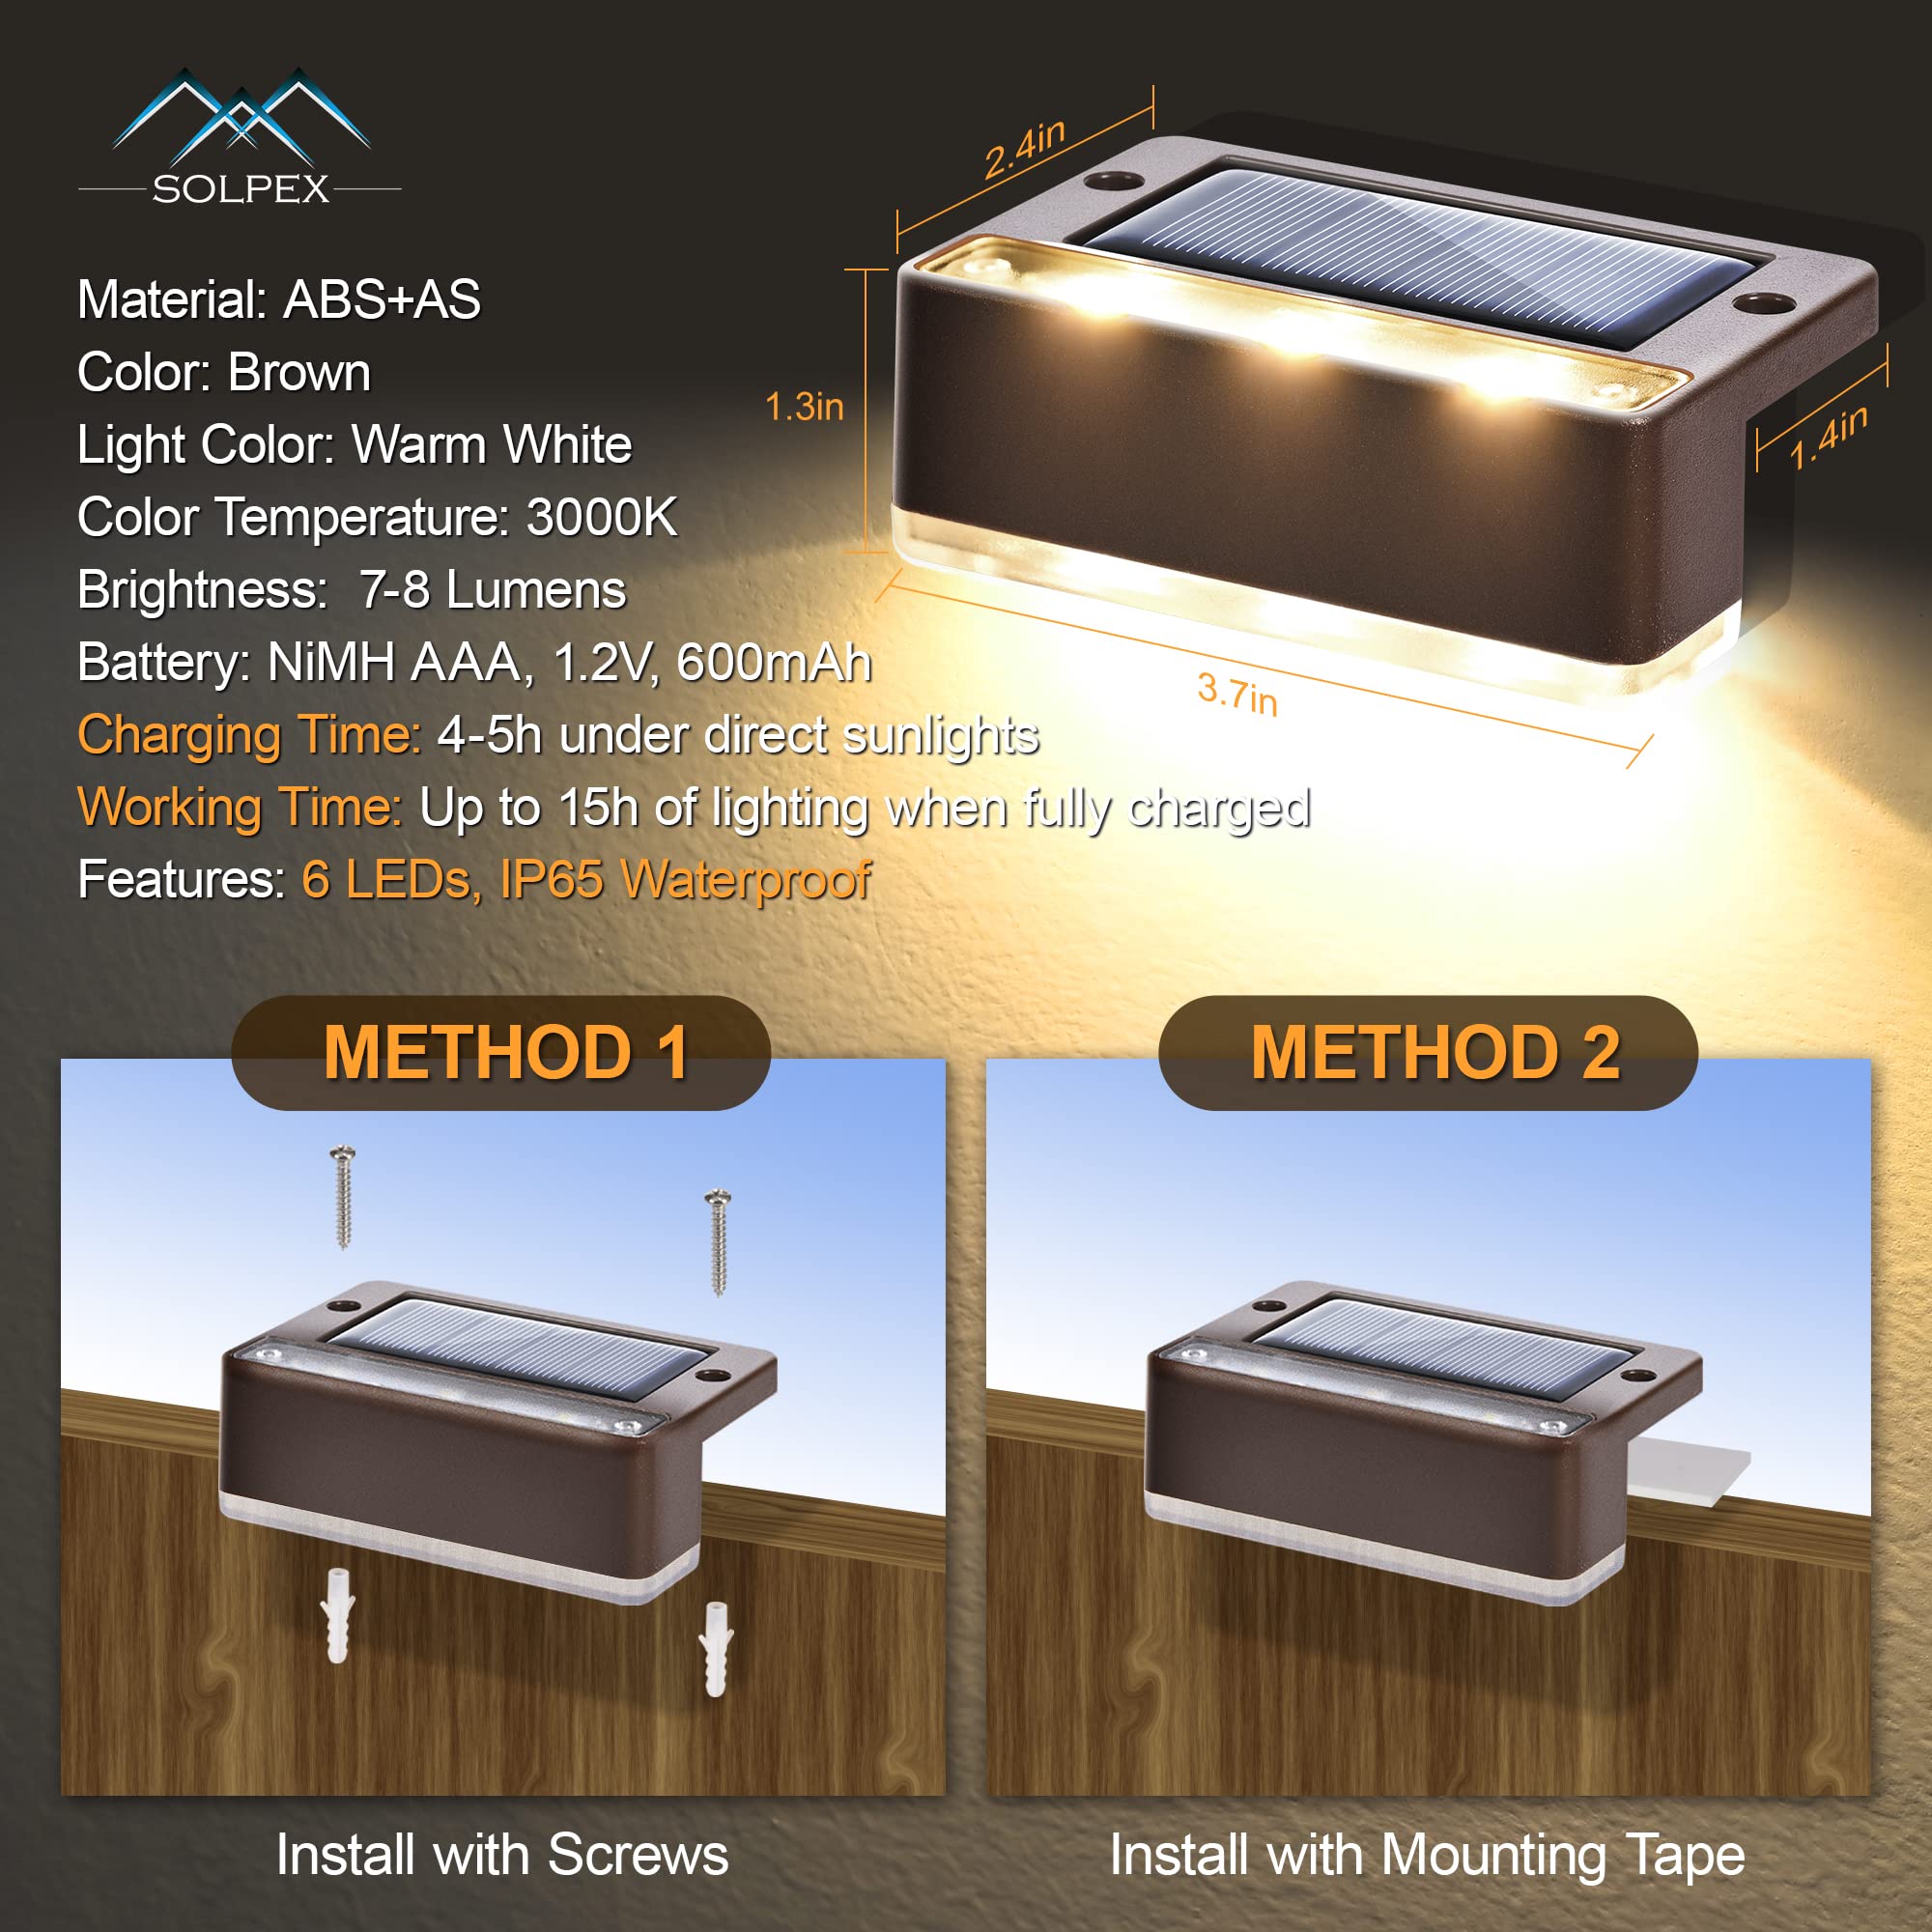 SOLPEX
2.4in
1.3in
1.4in
3.7in
Material: ABS+AS
Color: Brown
Light Color: Warm White
Color Temperature: 3000K
Brightness: 7-8 Lumens
Battery: NiMH AAA, 1.2V, 600mAh
Charging Time: 4-5h under direct sunlights
Working Time: Up to 15h of lighting when fully charged
Features: 6 LEDs, IP65 Waterproof
METHOD 1
METHOD 2
Install with Screws
Install with Mounting Tape